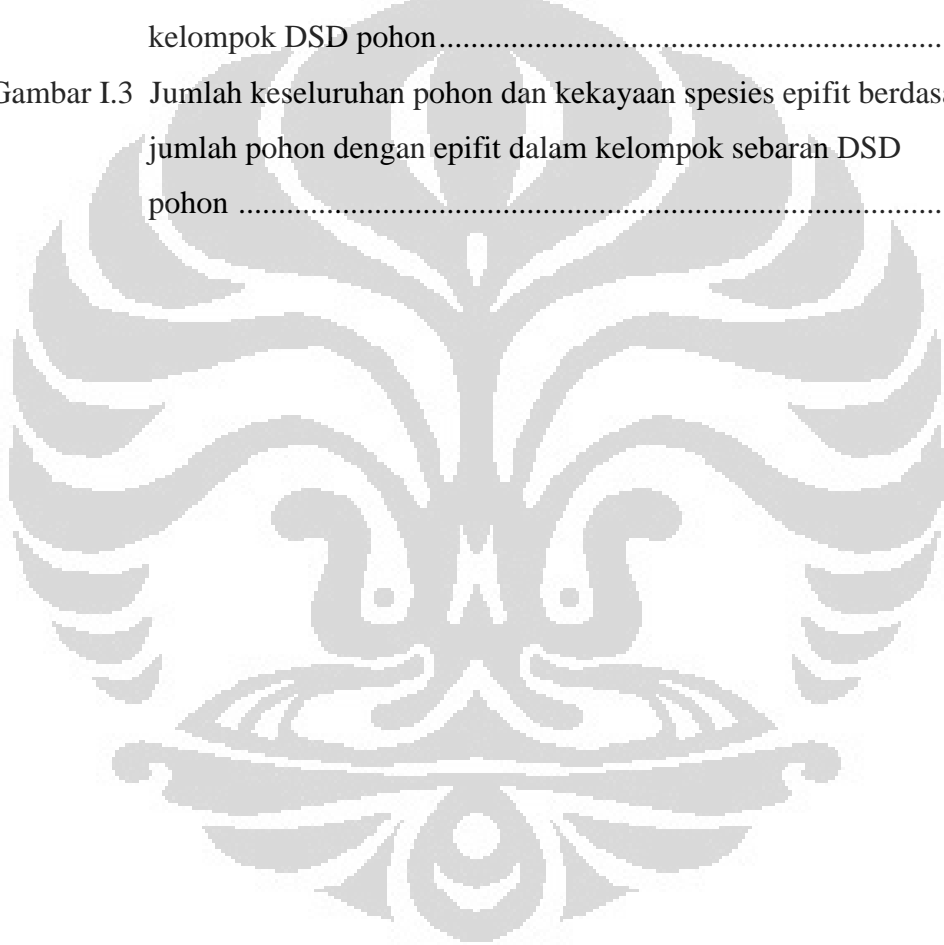 kelompok DSD pohon................................................................
Gambar I.3 Jumlah keseluruhan pohon dan kekayaan spesies epifit
jumlah pohon dengan epifit dalam kelompok sebaran DSD
pohon ..........................................................................................